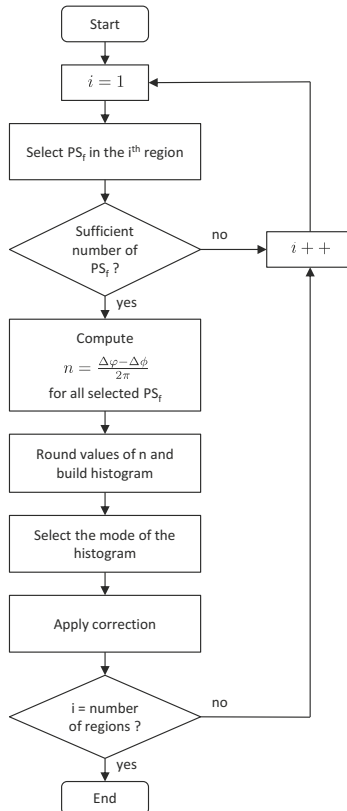 Start
i = 1
Select PS_f in the i^th region
Sufficient
number of
PS_f ?
no
i + +
yes
Compute
n = \frac{Δφ−Δϕ}{2π}
for all selected PS_f
Round values of n and
build histogram
Select the mode of the
histogram
Apply correction
i = number
of regions ?
no
yes
End